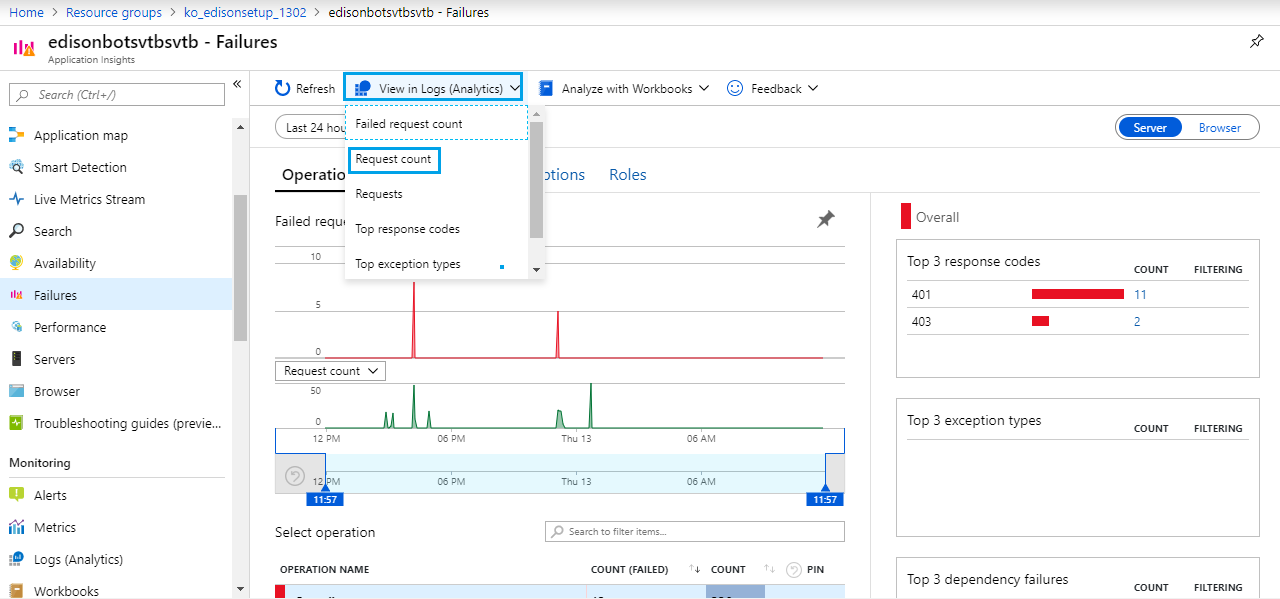 Home > Resource groups > ko_edisonsetup_1302 > edisonbotsvtbsvtb - Failures
edisonbotsvtbsvtb - Failures
Application Insights
Search (Ctrl+/)
Application map
Smart Detection
Live Metrics Stream
Search
Availability
Failures
Performance
Servers
Browser
Troubleshooting guides (previe...
Monitoring
Alerts
Metrics
Logs (Analytics)
Workbooks
Refresh
View in Logs (Analytics)
Analyze with Workbooks
Feedback
Failed request count
Request count
Requests
Top response codes
Top exception types
Last 24 hou
Server
Browser
Operatio
ptions
Roles
Failed reque
10
5
0
Request count
50
0
12 PM 06 PM Thu 13 06 AM
12 PM 06 PM Thu 13 06 AM
11:57 11:57
Select operation
Search to filter items...
OPERATION NAME COUNT (FAILED) COUNT PIN
Overall
Top 3 response codes COUNT FILTERING
401 11
403 2
Top 3 exception types COUNT FILTERING
Top 3 dependency failures COUNT FILTERING